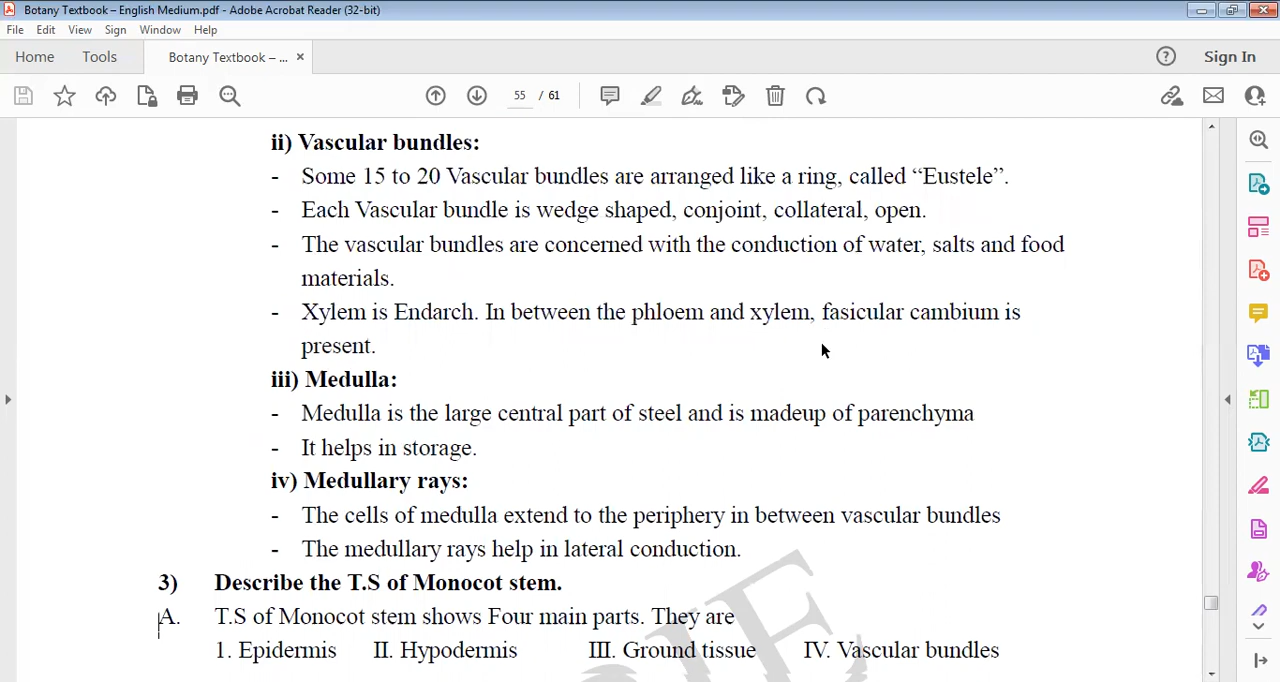 Botany Textbook – English Medium.pdf - Adobe Acrobat Reader (32-bit)
File Edit View Sign Window Help
Home Tools Botany Textbook – ... × ? Sign In
55 / 61
ii) Vascular bundles:
- Some 15 to 20 Vascular bundles are arranged like a ring, called “Eustele”.
- Each Vascular bundle is wedge shaped, conjoint, collateral, open.
- The vascular bundles are concerned with the conduction of water, salts and food
materials.
- Xylem is Endarch. In between the phloem and xylem, fasicular cambium is
present.
iii) Medulla:
- Medulla is the large central part of steel and is madeup of parenchyma
- It helps in storage.
iv) Medullary rays:
- The cells of medulla extend to the periphery in between vascular bundles
- The medullary rays help in lateral conduction.
3) Describe the T.S of Monocot stem.
A. T.S of Monocot stem shows Four main parts. They are
1. Epidermis II. Hypodermis III. Ground tissue IV. Vascular bundles